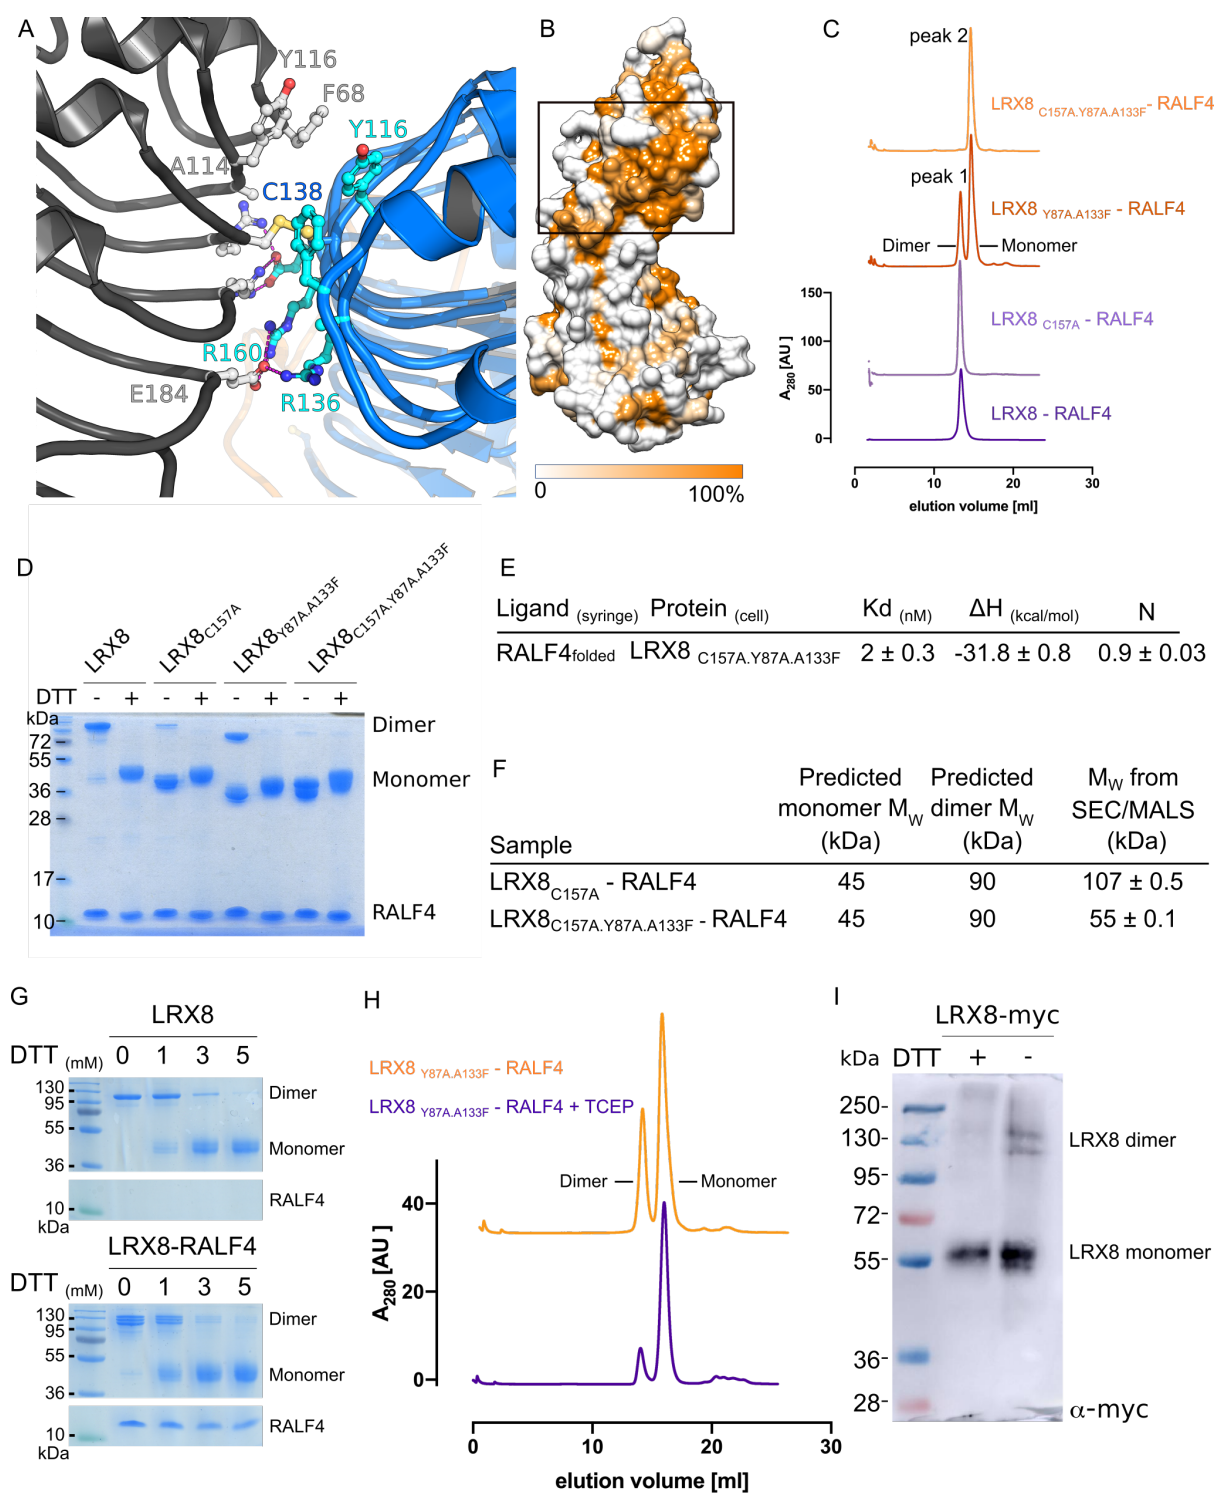 A
Y116
F68
Y116
A114
C138
R160
E184
R136
B
0
100%
C
peak 2
LRX8 C157A.Y87A.A133F - RALF4
peak 1
LRX8 Y87A.A133F - RALF4
Dimer
Monomer
150
LRX8 C157A - RALF4
100
50
LRX8 - RALF4
0
A280 [AU ]
0 10 20 30
elution volume [ml]
D
LRX8
LRX8C157A
LRX8Y87A.A133F
LRX8C157A.Y87A.A133F
DTT - + - + - + - +
kDa
Dimer
72
55
Monomer
36
28
17
RALF4
10
E
Ligand (syringe) Protein (cell) Kd (nM) ΔH (kcal/mol) N
RALF4folded LRX8 C157A.Y87A.A133F 2 ± 0.3 -31.8 ± 0.8 0.9 ± 0.03
F
Predicted Predicted MW from
monomer MW dimer MW SEC/MALS
(kDa) (kDa) (kDa)
Sample
LRX8C157A - RALF4 45 90 107 ± 0.5
LRX8C157A.Y87A.A133F - RALF4 45 90 55 ± 0.1
G
LRX8
DTT (mM) 0 1 3 5
130
95
Dimer
55
Monomer
36
RALF4
10
kDa
LRX8-RALF4
DTT (mM) 0 1 3 5
130
95
Dimer
55
Monomer
36
RALF4
10
kDa
H
LRX8 Y87A.A133F - RALF4
LRX8 Y87A.A133F - RALF4 + TCEP
Dimer
Monomer
40
20
0
A280 [AU ]
0 10 20 30
elution volume [ml]
I
LRX8-myc
kDa DTT + -
250
130
LRX8 dimer
95
72
55
LRX8 monomer
36
28
α-myc